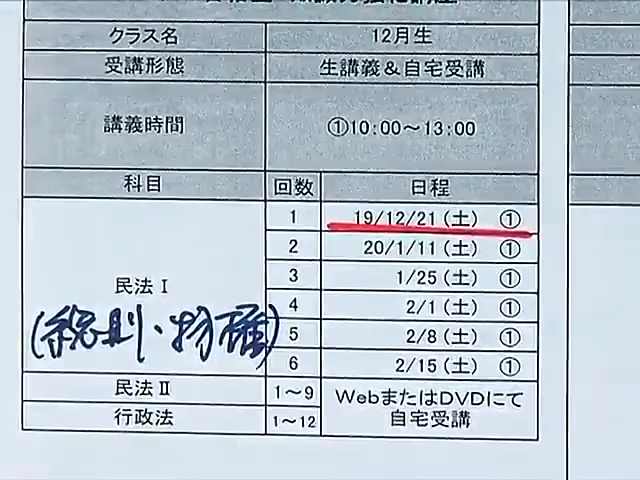 クラス名 12月生
受講形態 生講義＆自宅受講
講義時間 ①10:00～13:00
科目 回数 日程
1 19/12/21(土) ①
2 20/1/11(土) ①
3 1/25(土) ①
民法Ⅰ
4 2/1(土) ①
(総則・物権)
5 2/8(土) ①
6 2/15(土) ①
民法Ⅱ 1～9 WebまたはDVDにて
行政法 1～12 自宅受講